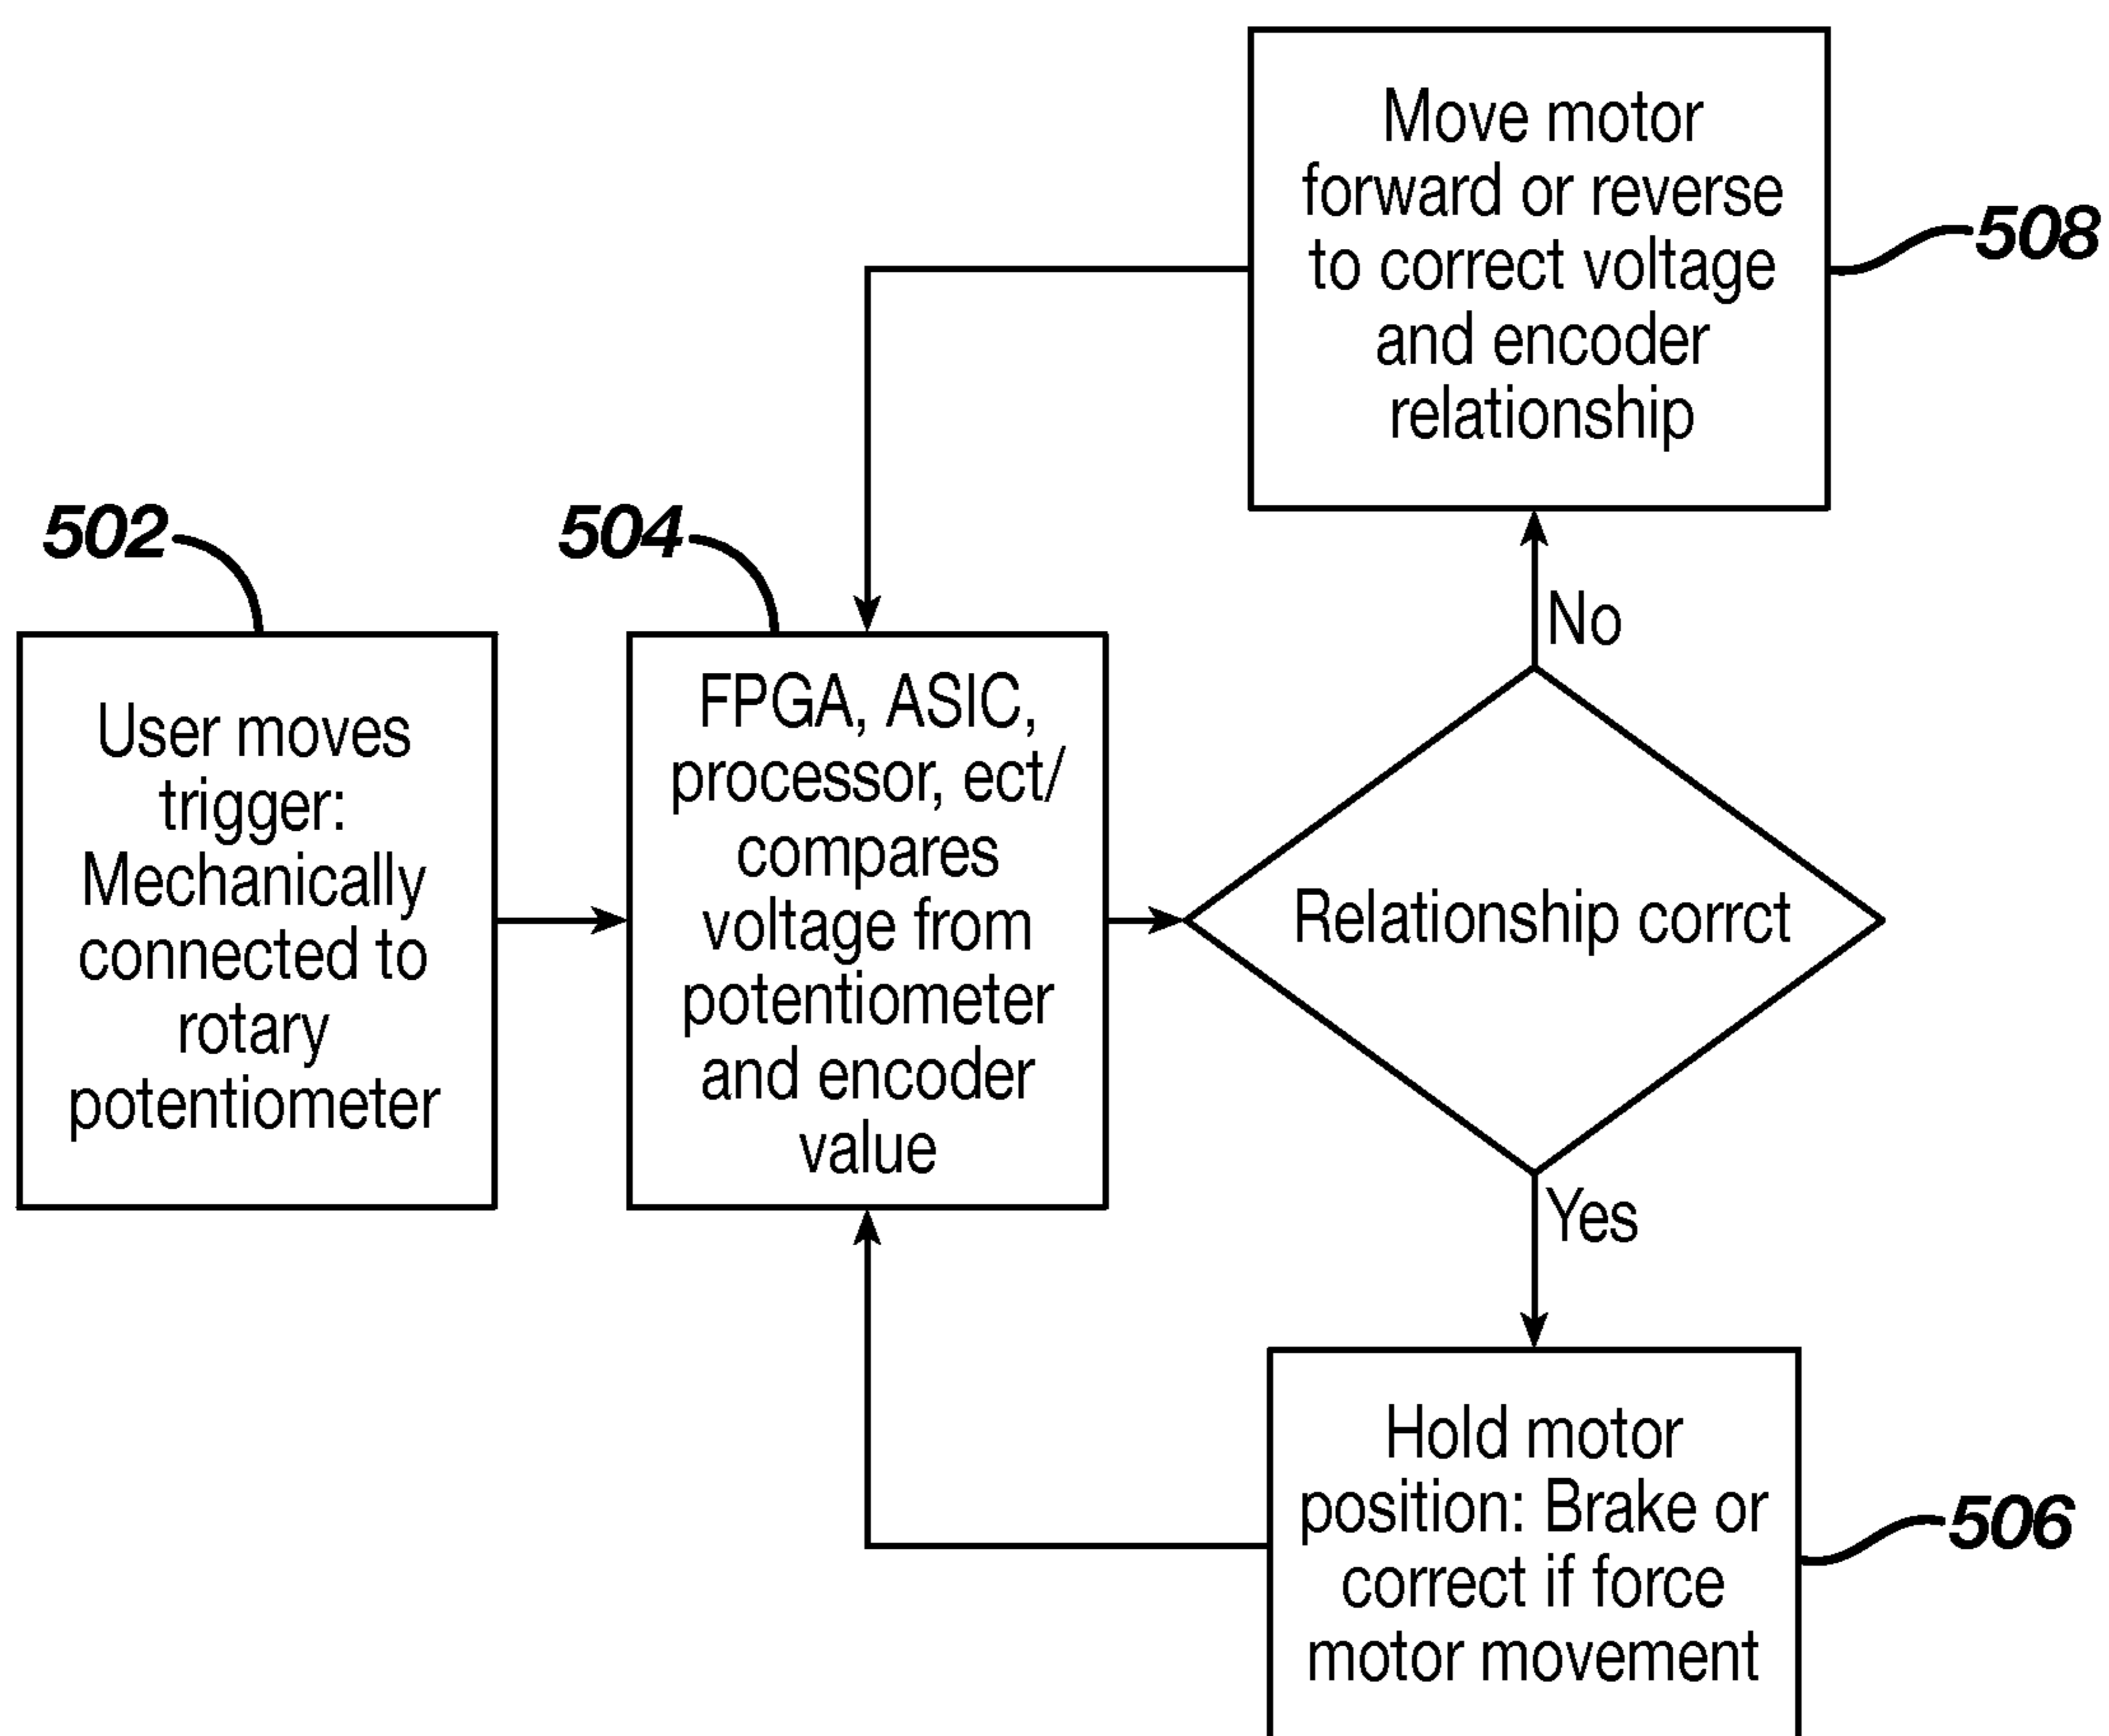 Move motor
forward or reverse
to correct voltage
and encoder
relationship
508
502
504
No
User moves
trigger:
Mechanically
connected to
rotary
potentiometer
FPGA, ASIC,
processor, ect/
compares
voltage from
potentiometer
and encoder
value
Relationship corrct
Yes
Hold motor
position: Brake or
correct if force
motor movement
506